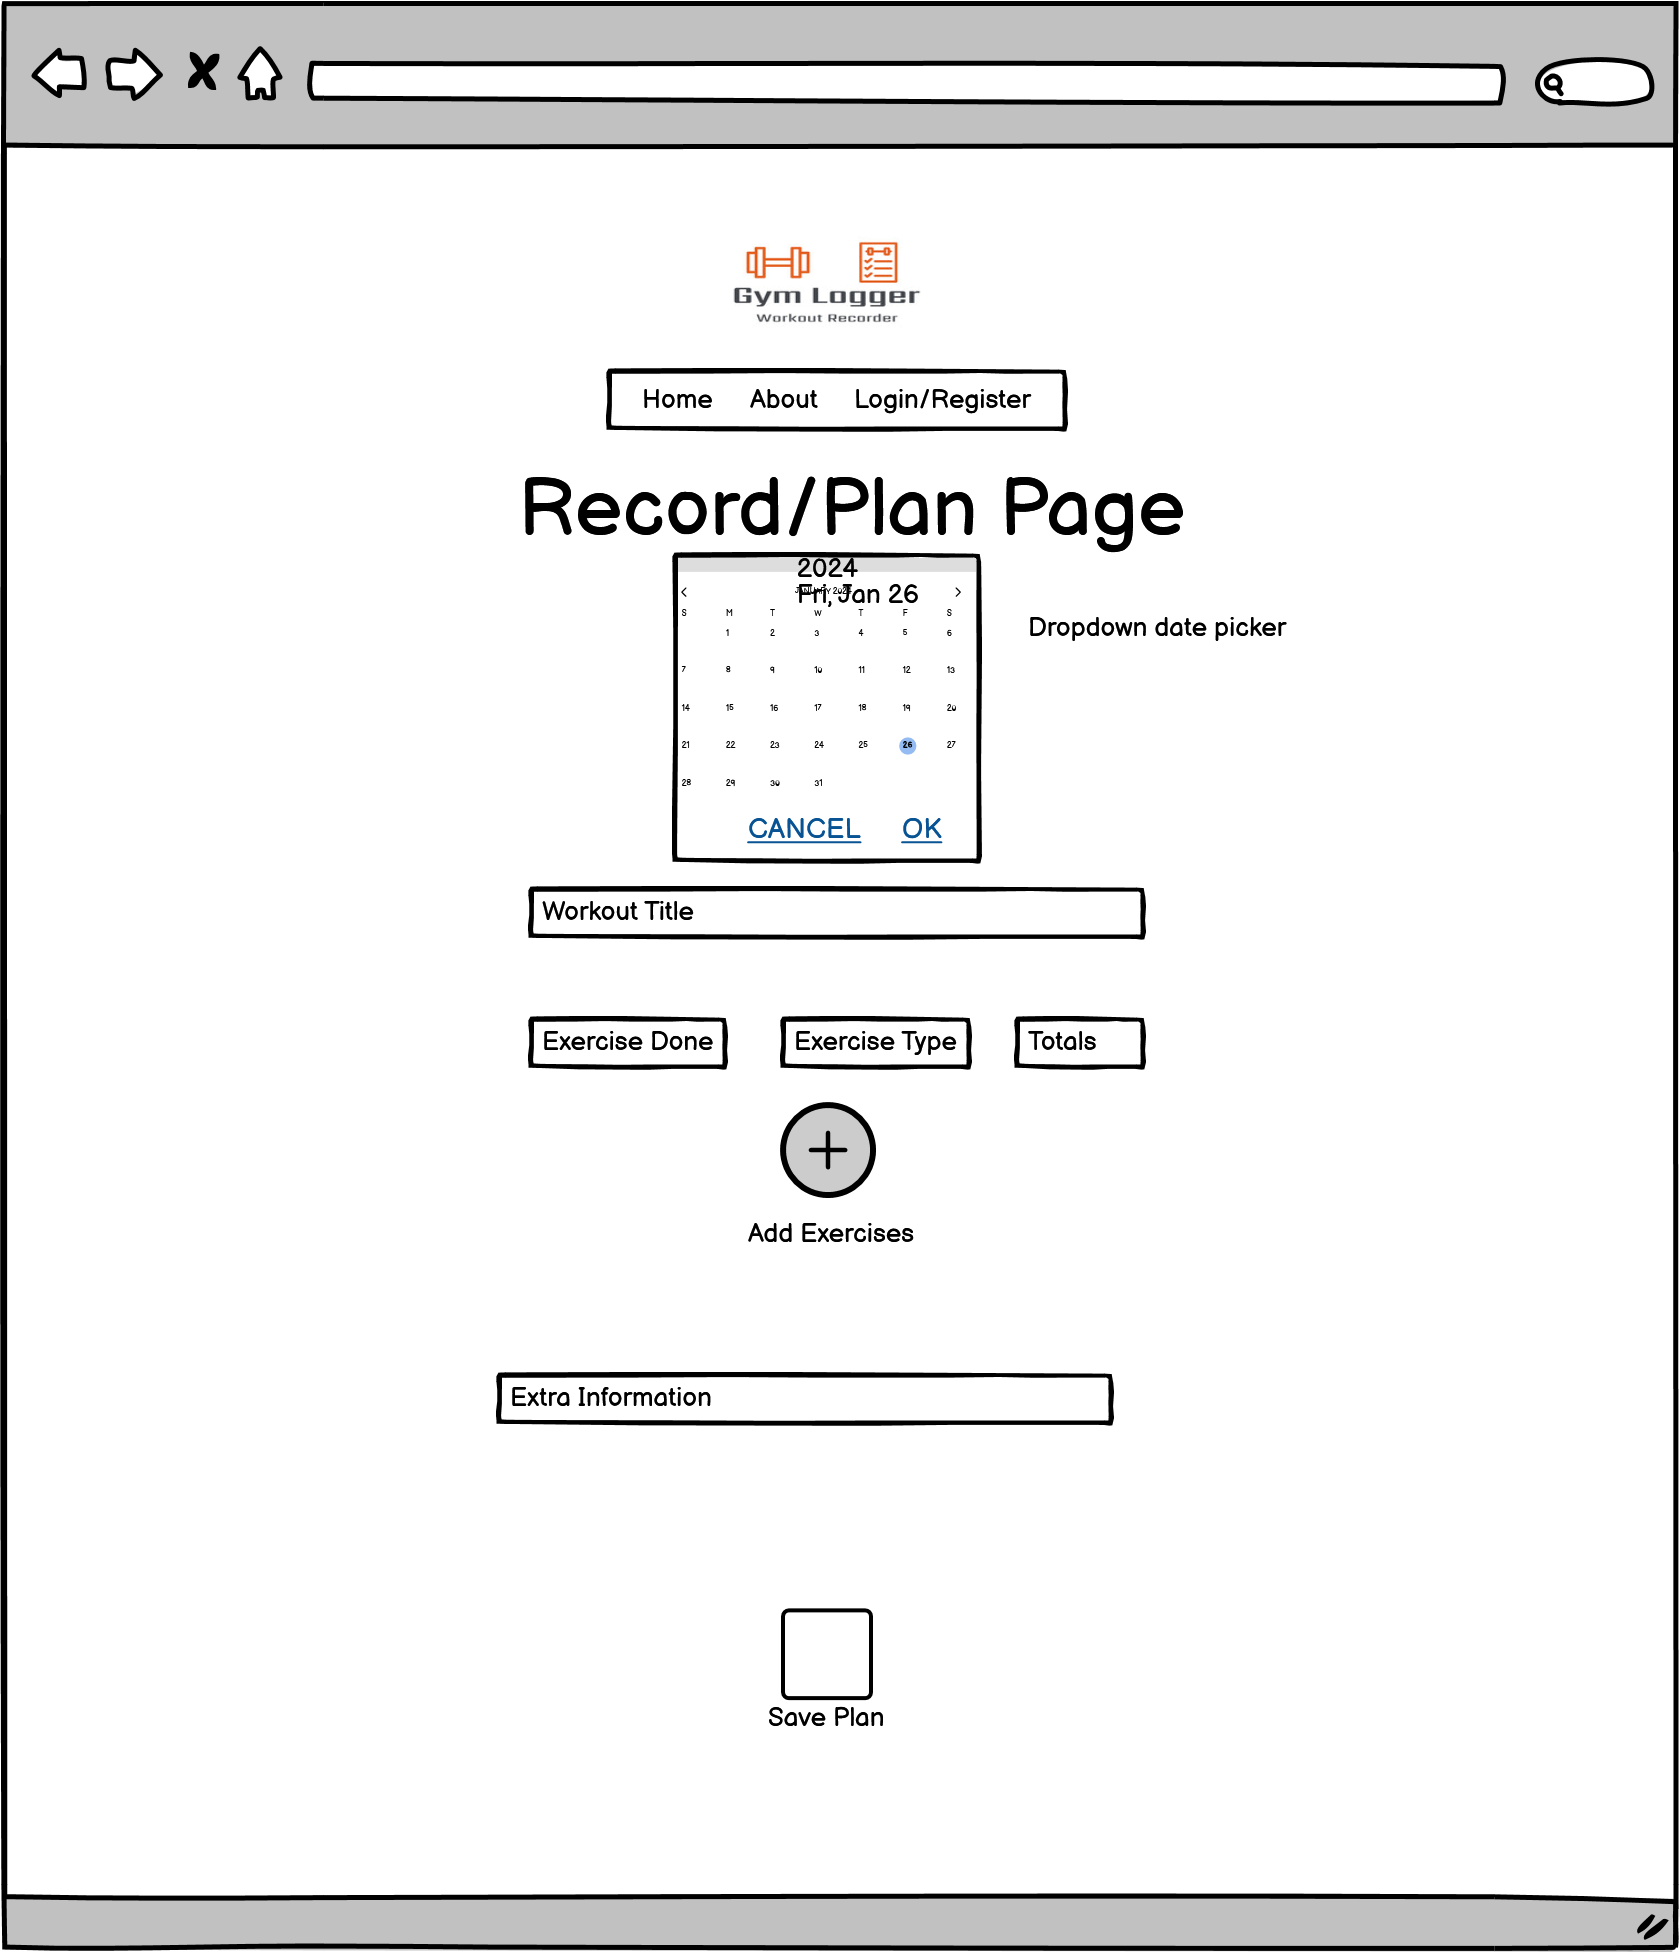 Gym Logger
Workout Recorder
Home About Login/Register
Record/Plan Page
2024
Fri, Jan 26
JANUARY 2024
S M T W T F S
1 2 3 4 5 6
7 8 9 10 11 12 13
14 15 16 17 18 19 20
21 22 23 24 25 26 27
28 29 30 31
CANCEL OK
Dropdown date picker
Workout Title
Exercise Done Exercise Type Totals
Add Exercises
Extra Information
Save Plan